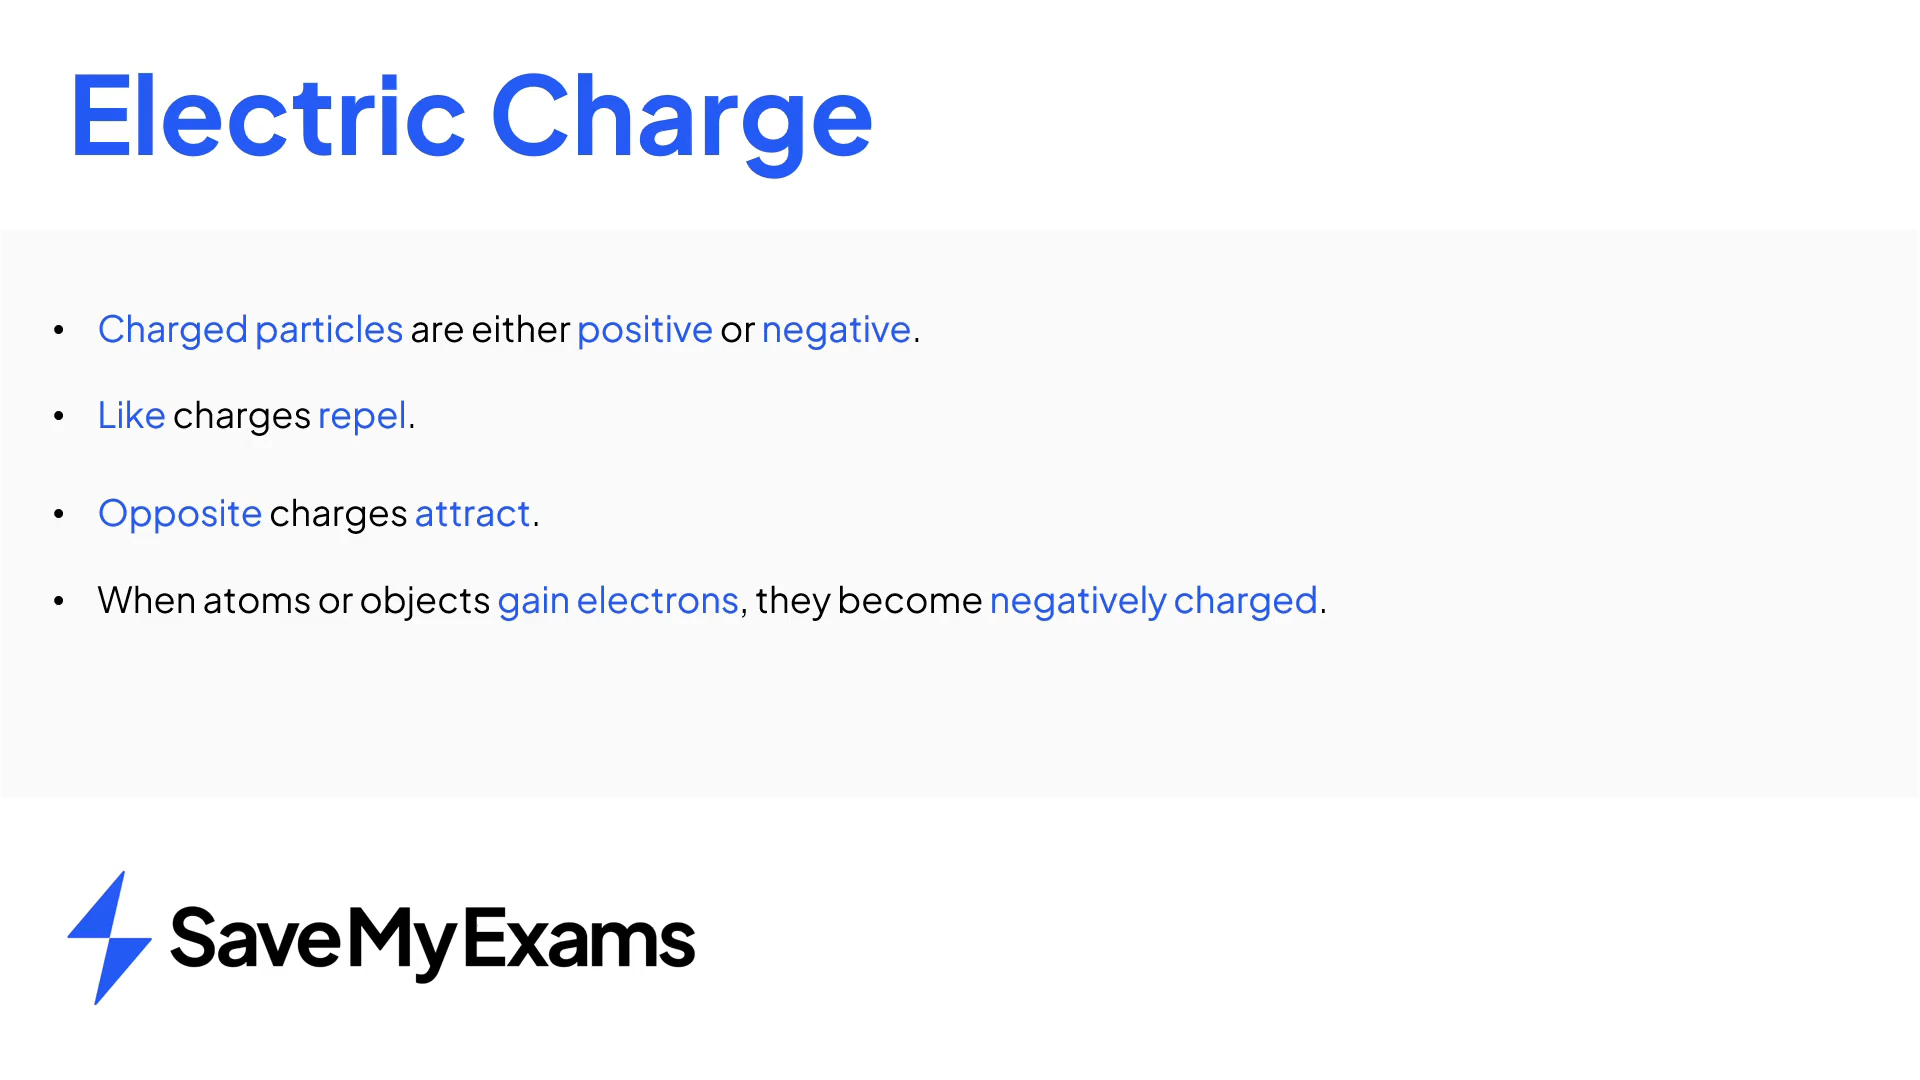 Electric Charge
• Charged particles are either positive or negative.
• Like charges repel.
• Opposite charges attract.
• When atoms or objects gain electrons, they become negatively charged.
SaveMyExams